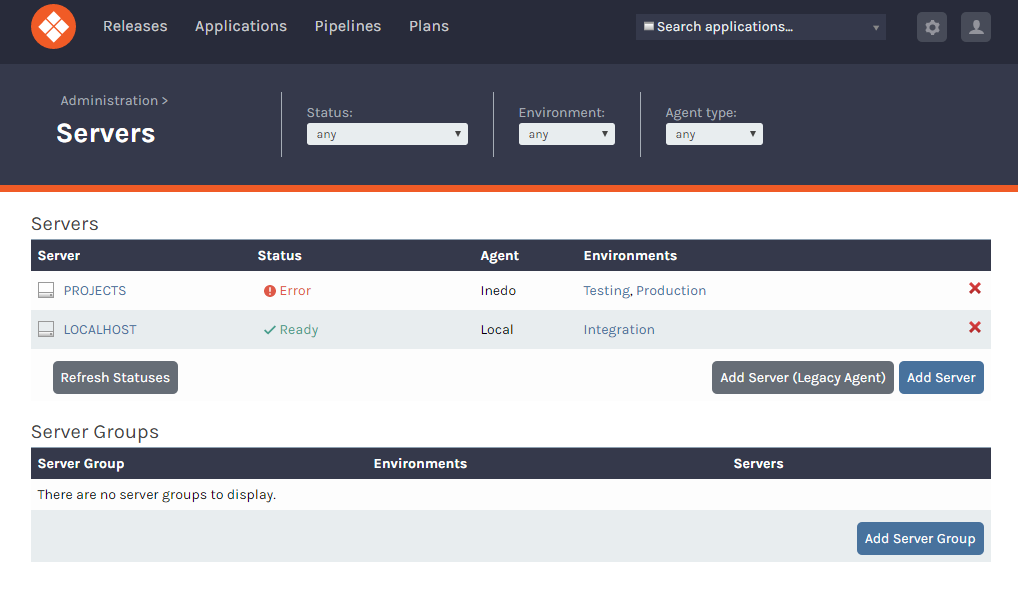 Releases Applications Pipelines Plans Search applications...
Administration >
Servers
Status: Environment: Agent type:
any any any
Servers
Server Status Agent Environments
PROJECTS Error Inedo Testing, Production
LOCALHOST Ready Local Integration
Refresh Statuses Add Server (Legacy Agent) Add Server
Server Groups
Server Group Environments Servers
There are no server groups to display.
Add Server Group